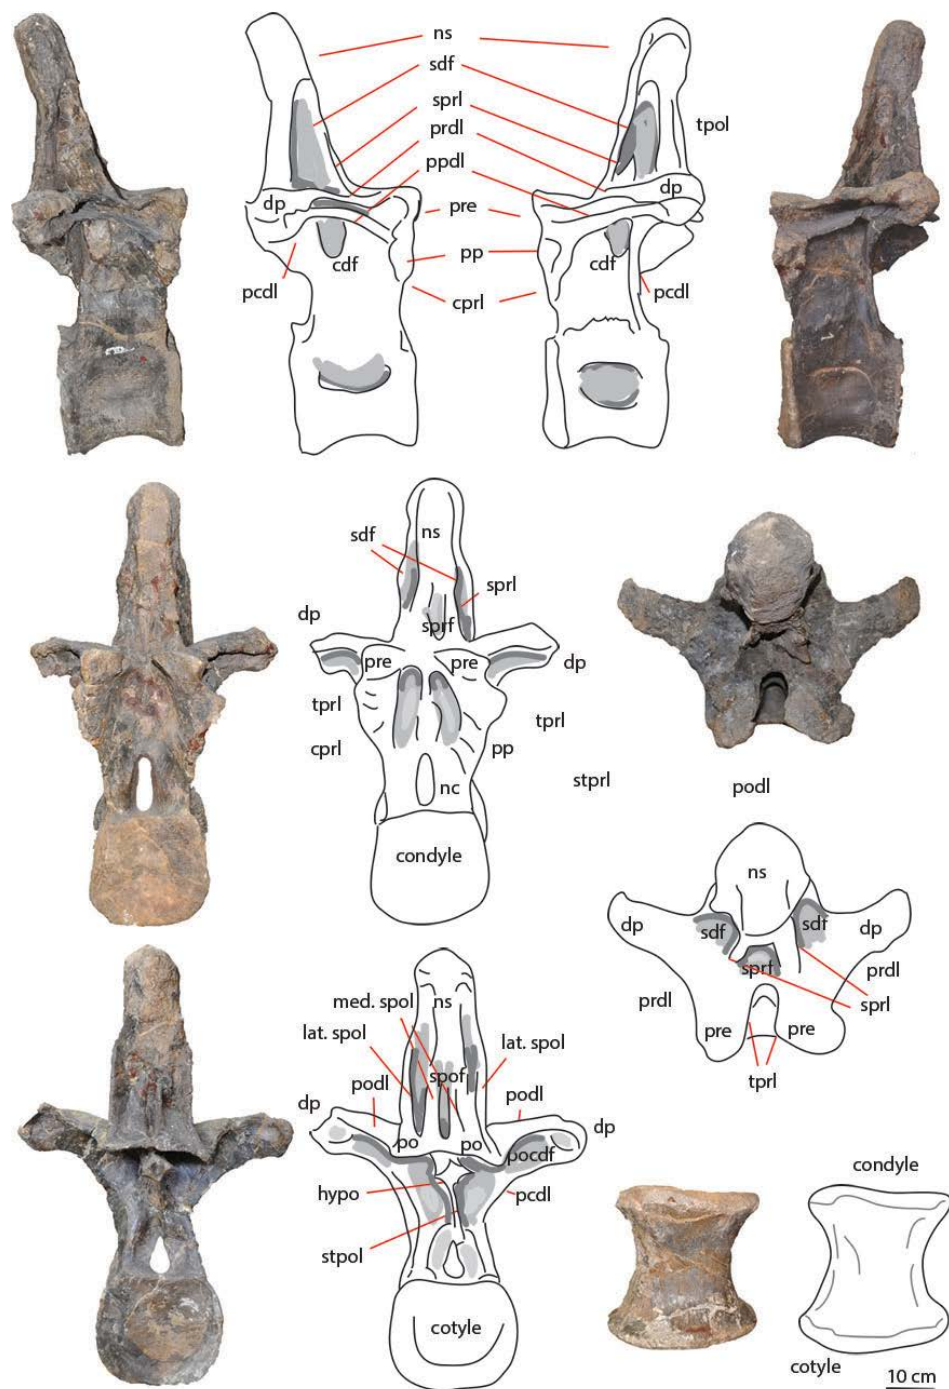 ns
sdf
sprl
tpol
prdl
ppdl
dp
dp
pre
pp
cdf
cdf
pcdl
pcdl
cprl
ns
sdf
sprl
dp
sprf
pre
pre
dp
tprl
tprl
cprl
pp
stprl
podl
nc
condyle
ns
dp
sdf
sdf
dp
sprf
prdl
prdl
sprl
pre
pre
tprl
med. spol
ns
lat. spol
lat. spol
spof
podl
podl
dp
dp
po
po
pocdf
hypo
pcdl
stpol
cotyle
condyle
cotyle
10 cm